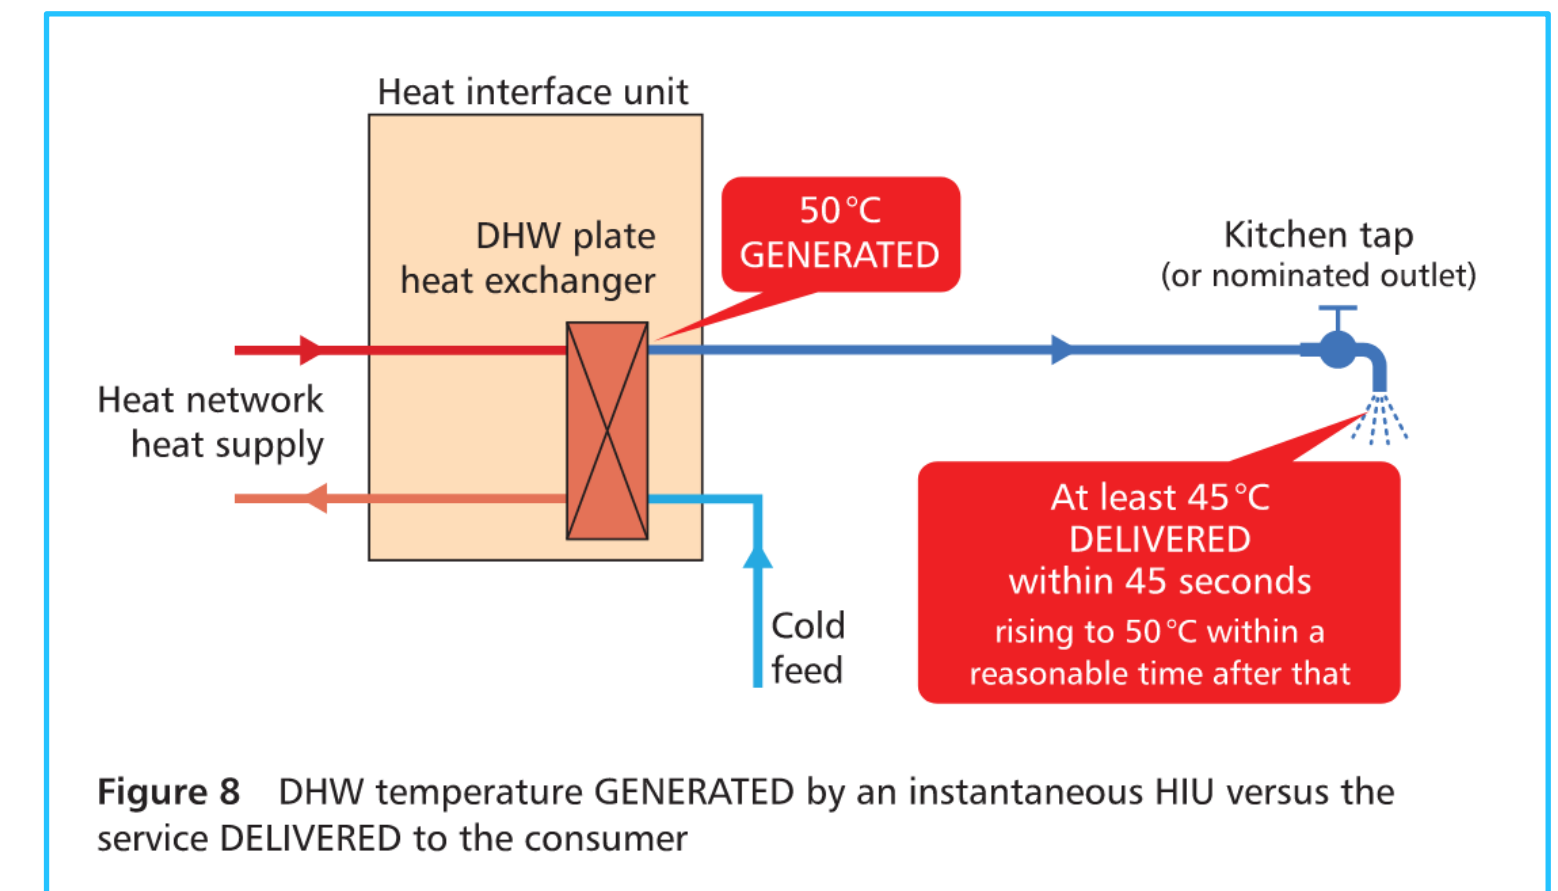 Heat interface unit
DHW plate
heat exchanger
50 °C
GENERATED
Kitchen tap
(or nominated outlet)
Heat network
heat supply
At least 45 °C
DELIVERED
within 45 seconds
rising to 50 °C within a
reasonable time after that
Cold
feed
Figure 8 DHW temperature GENERATED by an instantaneous HIU versus the
service DELIVERED to the consumer